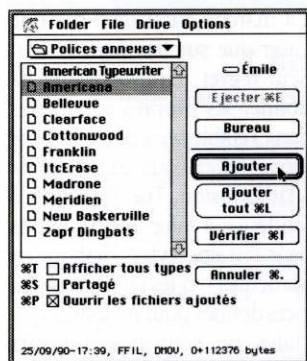 Folder File Drive Options
Polices annexes
American Typewriter
Americana
Bellevue
Clearface
Cottonwood
Franklin
ItcErase
Madrone
Meridien
New Baskerville
Zapf Dingbats
Émile
Ejecter ⌘E
Bureau
Ajouter
Ajouter
tout ⌘L
Vérifier ⌘I
Annuler ⌘.
⌘T Afficher tous types
⌘S Partagé
⌘P Ouvrir les fichiers ajoutés
25/09/90-17:39, FFIL, DMOV, 0+112376 bytes